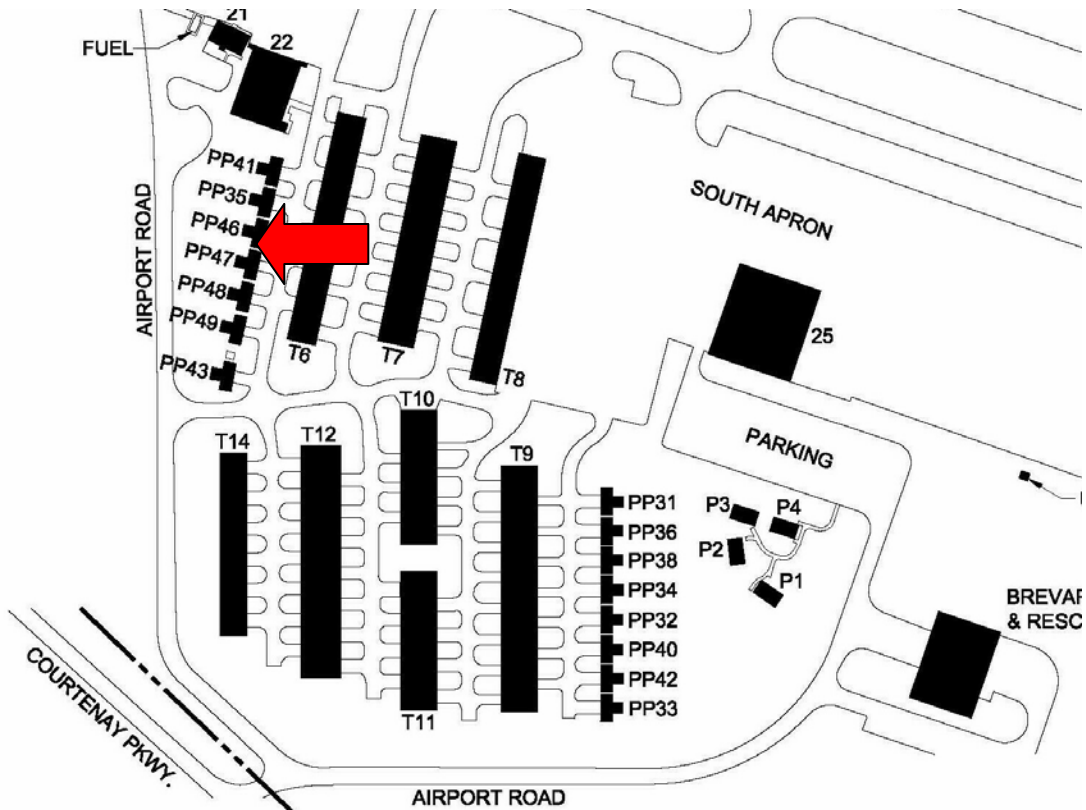 21
22
FUEL
PP41
PP35
PP46
PP47
PP48
PP49
PP43
AIRPORT ROAD
T6
T7
T8
SOUTH APRON
25
PARKING
T14
T12
T10
T9
T11
PP31
PP36
PP38
PP34
PP32
PP40
PP42
PP33
P3
P4
P2
P1
& 
COURTENAY PKWY.
AIRPORT ROAD